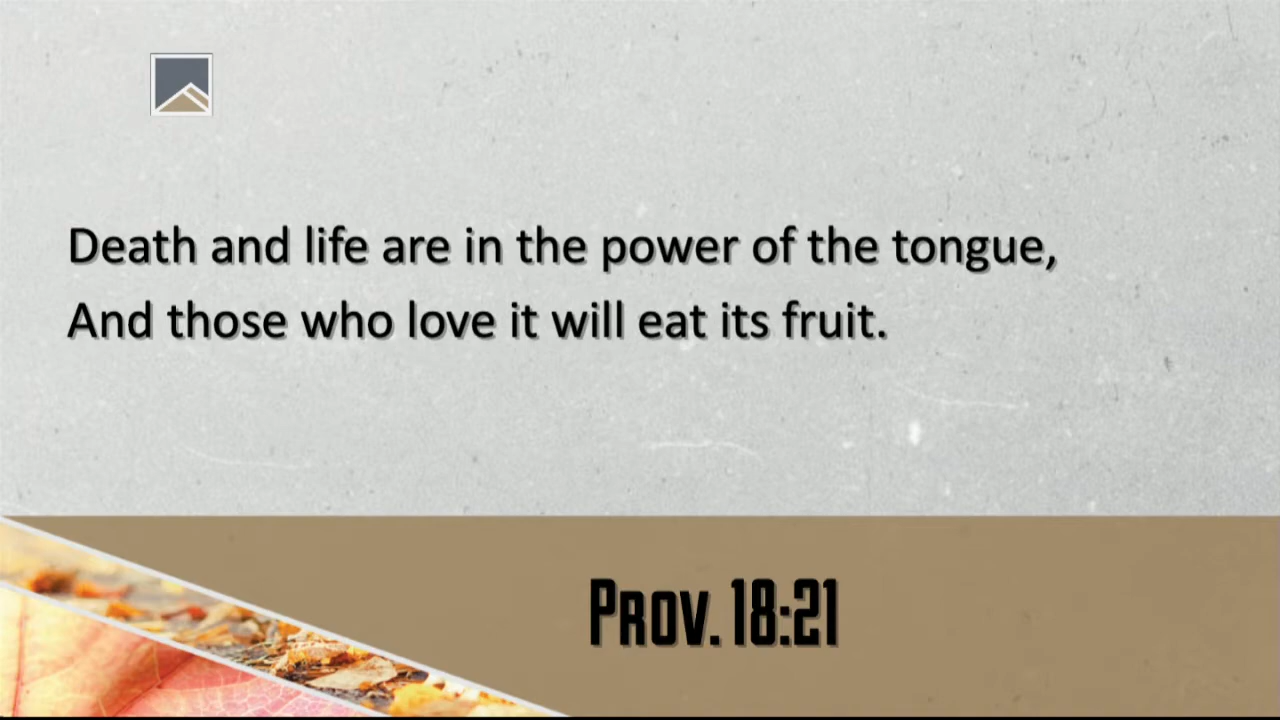 Death and life are in the power of the tongue,
And those who love it will eat its fruit.
Prov. 18:21